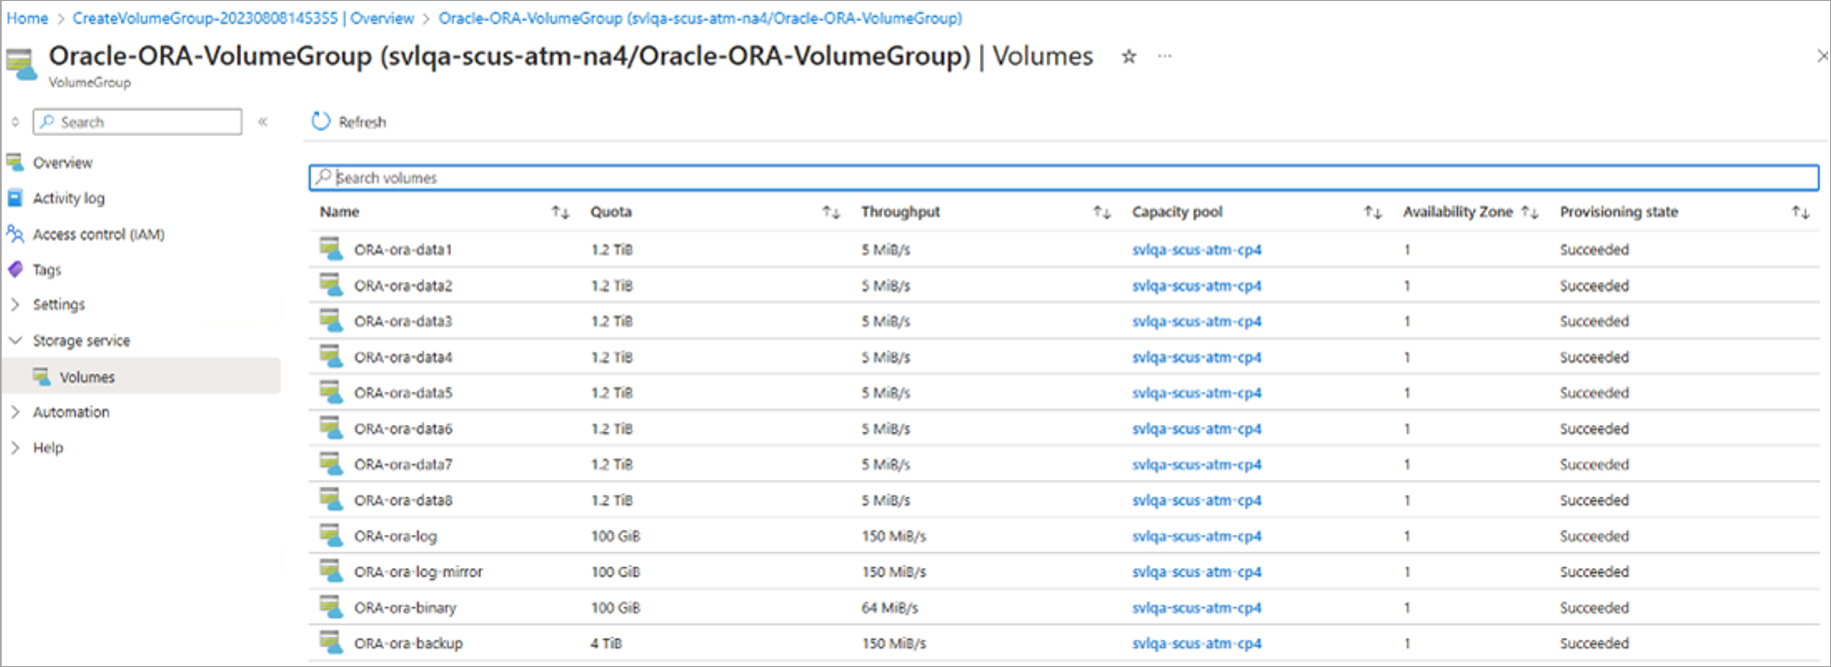 Home > CreateVolumeGroup-20230808145355 | Overview > Oracle-ORA-VolumeGroup (svlqa-scus-atm-na4/Oracle-ORA-VolumeGroup)
Oracle-ORA-VolumeGroup (svlqa-scus-atm-na4/Oracle-ORA-VolumeGroup) | Volumes
VolumeGroup
Search
Overview
Activity log
Access control (IAM)
Tags
Settings
Storage service
Volumes
Automation
Help
Refresh
Search volumes
Name Quota Throughput Capacity pool Availability Zone Provisioning state
ORA-ora-data1 1.2 TiB 5 MiB/s svlqa-scus-atm-cp4 1 Succeeded
ORA-ora-data2 1.2 TiB 5 MiB/s svlqa-scus-atm-cp4 1 Succeeded
ORA-ora-data3 1.2 TiB 5 MiB/s svlqa-scus-atm-cp4 1 Succeeded
ORA-ora-data4 1.2 TiB 5 MiB/s svlqa-scus-atm-cp4 1 Succeeded
ORA-ora-data5 1.2 TiB 5 MiB/s svlqa-scus-atm-cp4 1 Succeeded
ORA-ora-data6 1.2 TiB 5 MiB/s svlqa-scus-atm-cp4 1 Succeeded
ORA-ora-data7 1.2 TiB 5 MiB/s svlqa-scus-atm-cp4 1 Succeeded
ORA-ora-data8 1.2 TiB 5 MiB/s svlqa-scus-atm-cp4 1 Succeeded
ORA-ora-log 100 GiB 150 MiB/s svlqa-scus-atm-cp4 1 Succeeded
ORA-ora-log-mirror 100 GiB 150 MiB/s svlqa-scus-atm-cp4 1 Succeeded
ORA-ora-binary 100 GiB 64 MiB/s svlqa-scus-atm-cp4 1 Succeeded
ORA-ora-backup 4 TiB 150 MiB/s svlqa-scus-atm-cp4 1 Succeeded